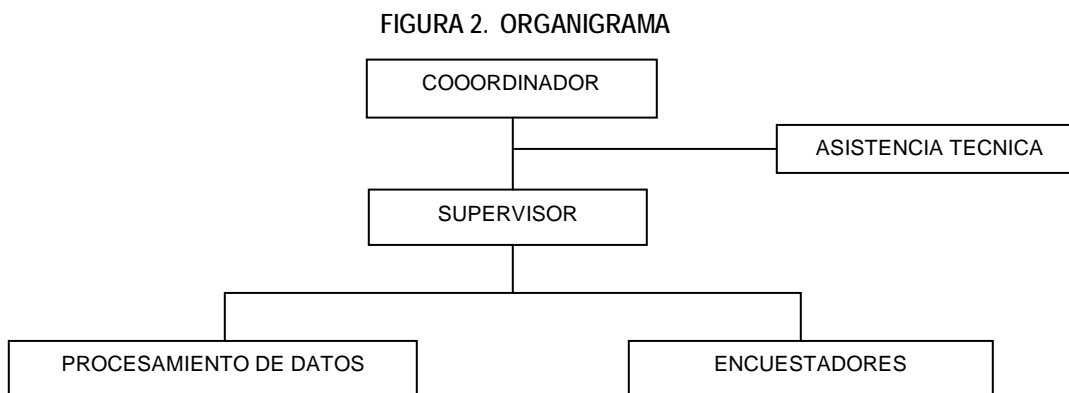 FIGURA 2. ORGANIGRAMA
COOORDINADOR
ASISTENCIA TECNICA
SUPERVISOR
PROCESAMIENTO DE DATOS
ENCUESTADORES